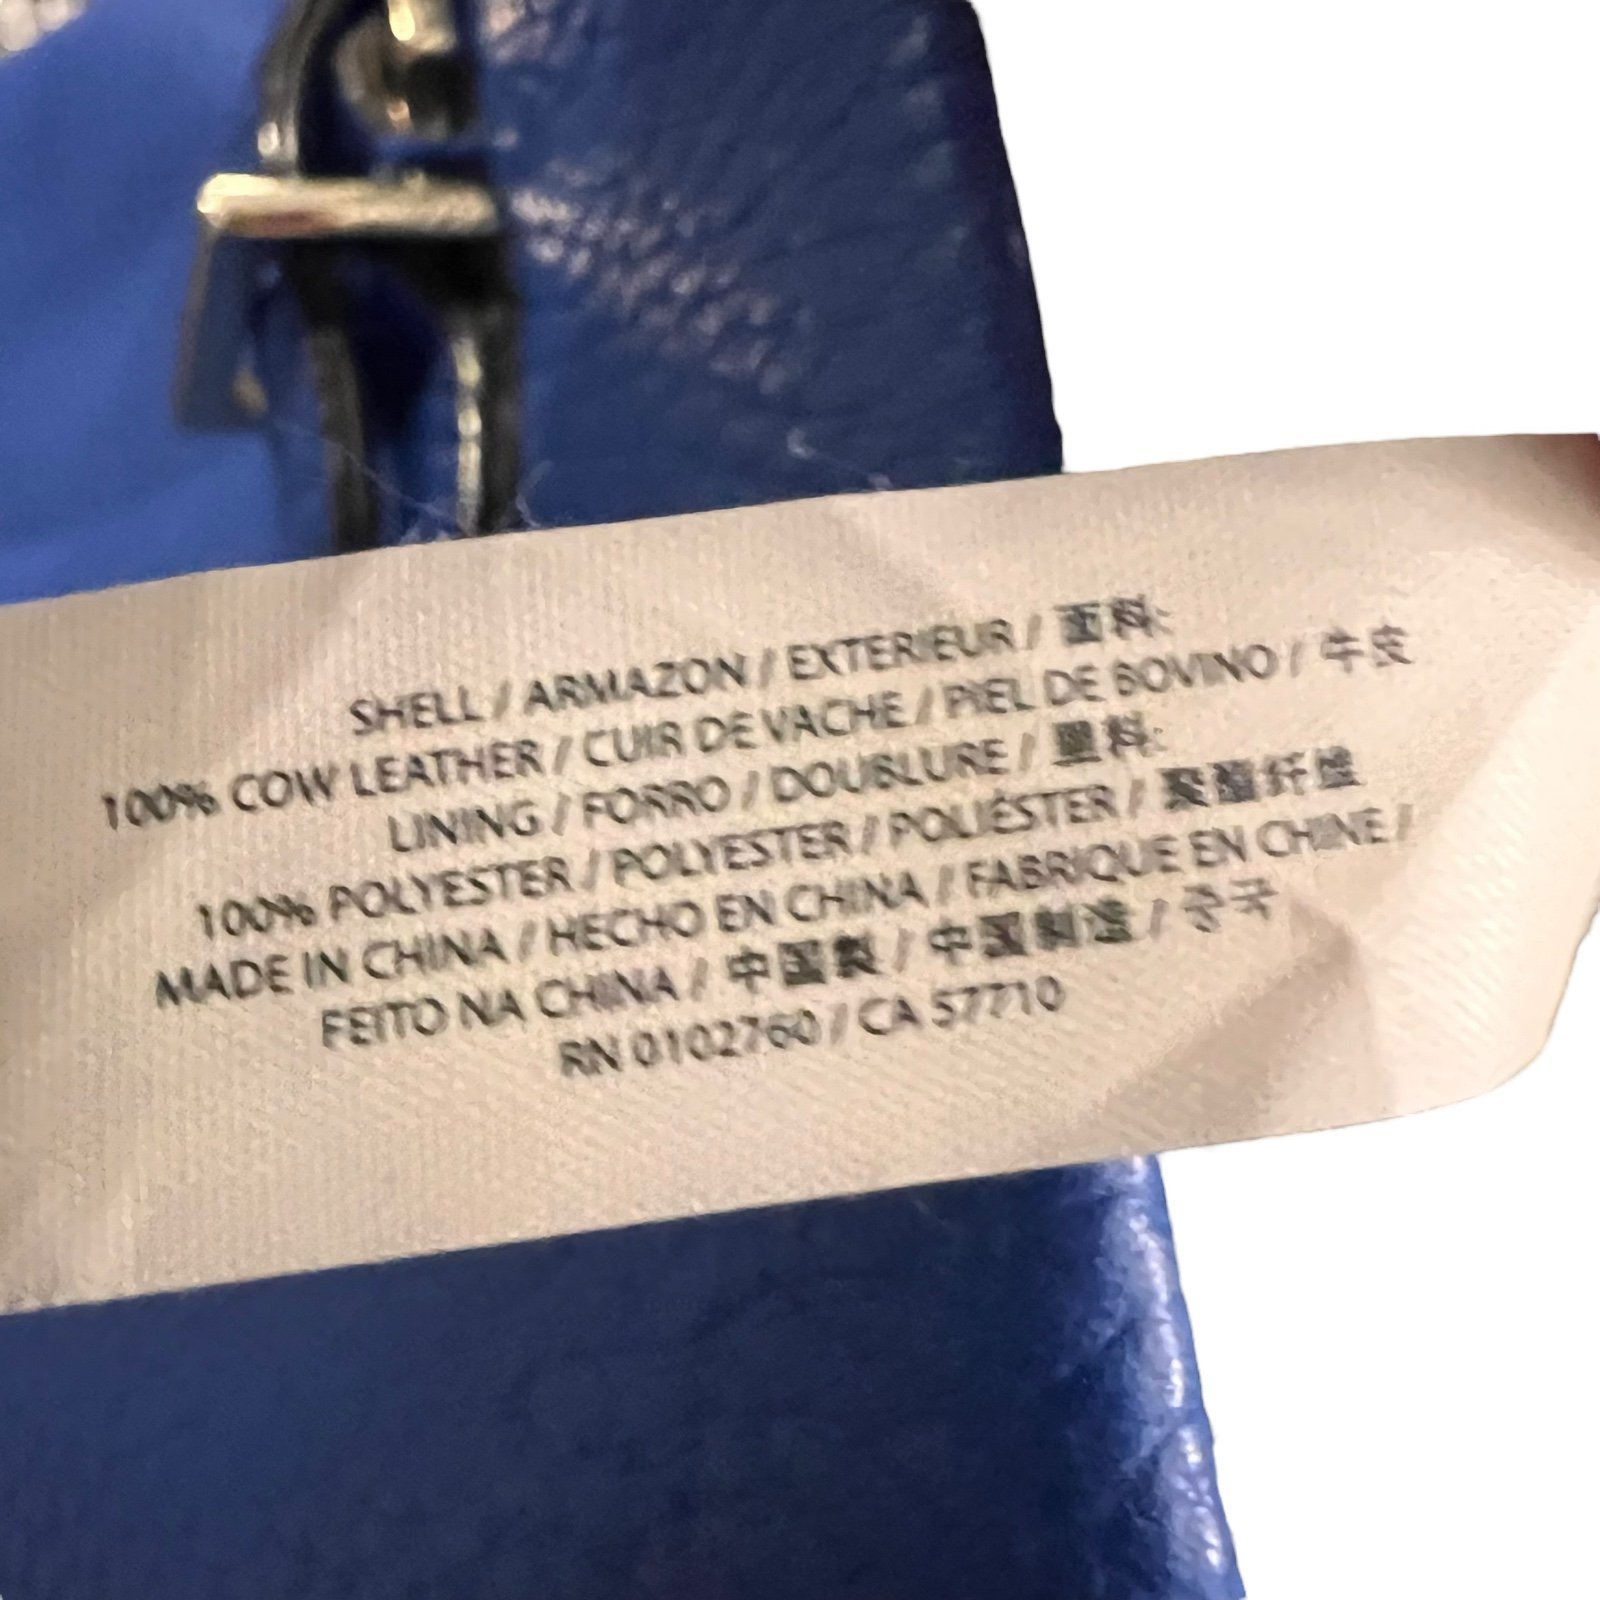 SHELL / ARMAZON / EXTERIEUR / 面料:
100% COW LEATHER / CUIR DE VACHE / PIEL DE BOVINO / 牛皮
LINING / FORRO / DOUBLURE / 里料:
100% POLYESTER / POLYESTER / POLIÉSTER / 聚酯纤维
MADE IN CHINA / HECHO EN CHINA / FABRIQUE EN CHINE /
FEITO NA CHINA / 中国製 / 中国制造 / 중국
RN 0102760 / CA 57710